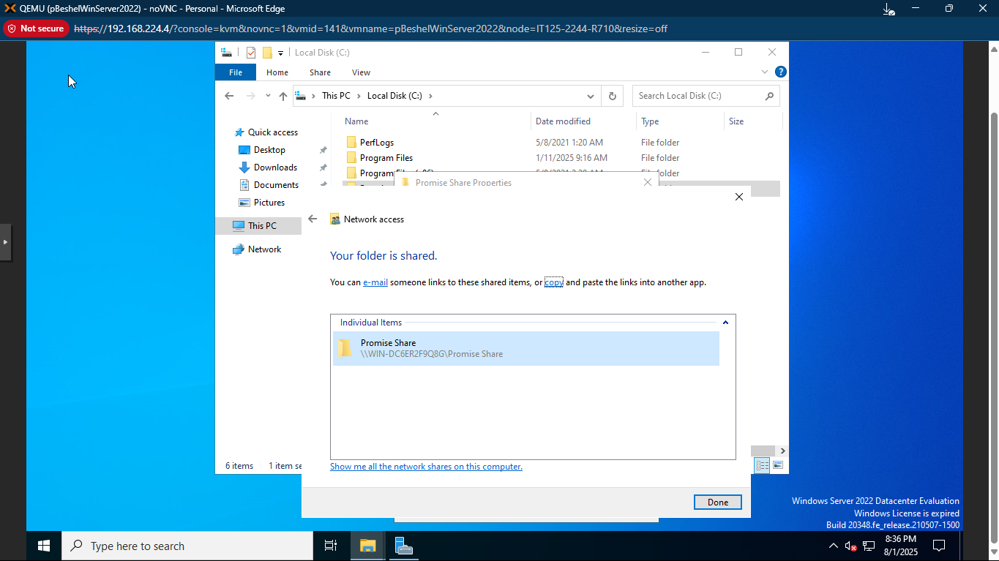 QEMU (pBeshelWinServer2022) - noVNC - Personal - Microsoft Edge
Not secure https://192.168.224.4/?console=kvm&novnc=1&vmid=141&vmname=pBeshelWinServer2022&node=IT125-2244-R710&resize=off
Local Disk (C:)
File Home Share View
This PC Local Disk (C:) Search Local Disk (C:)
Name Date modified Type Size
Quick access
Desktop
Downloads
Documents
Pictures
This PC
Network
PerfLogs 5/8/2021 1:20 AM File folder
Program Files 1/11/2025 9:16 AM File folder
Promise Share Properties
Network access
Your folder is shared.
You can e-mail someone links to these shared items, or copy and paste the links into another app.
Individual Items
Promise Share
\\WIN-DC6ER2F9Q8G\Promise Share
Show me all the network shares on this computer.
Done
6 items 1 item se
Windows Server 2022 Datacenter Evaluation
Windows License is expired
Build 20348.fe_release.210507-1500
Type here to search
8:36 PM
8/1/2025